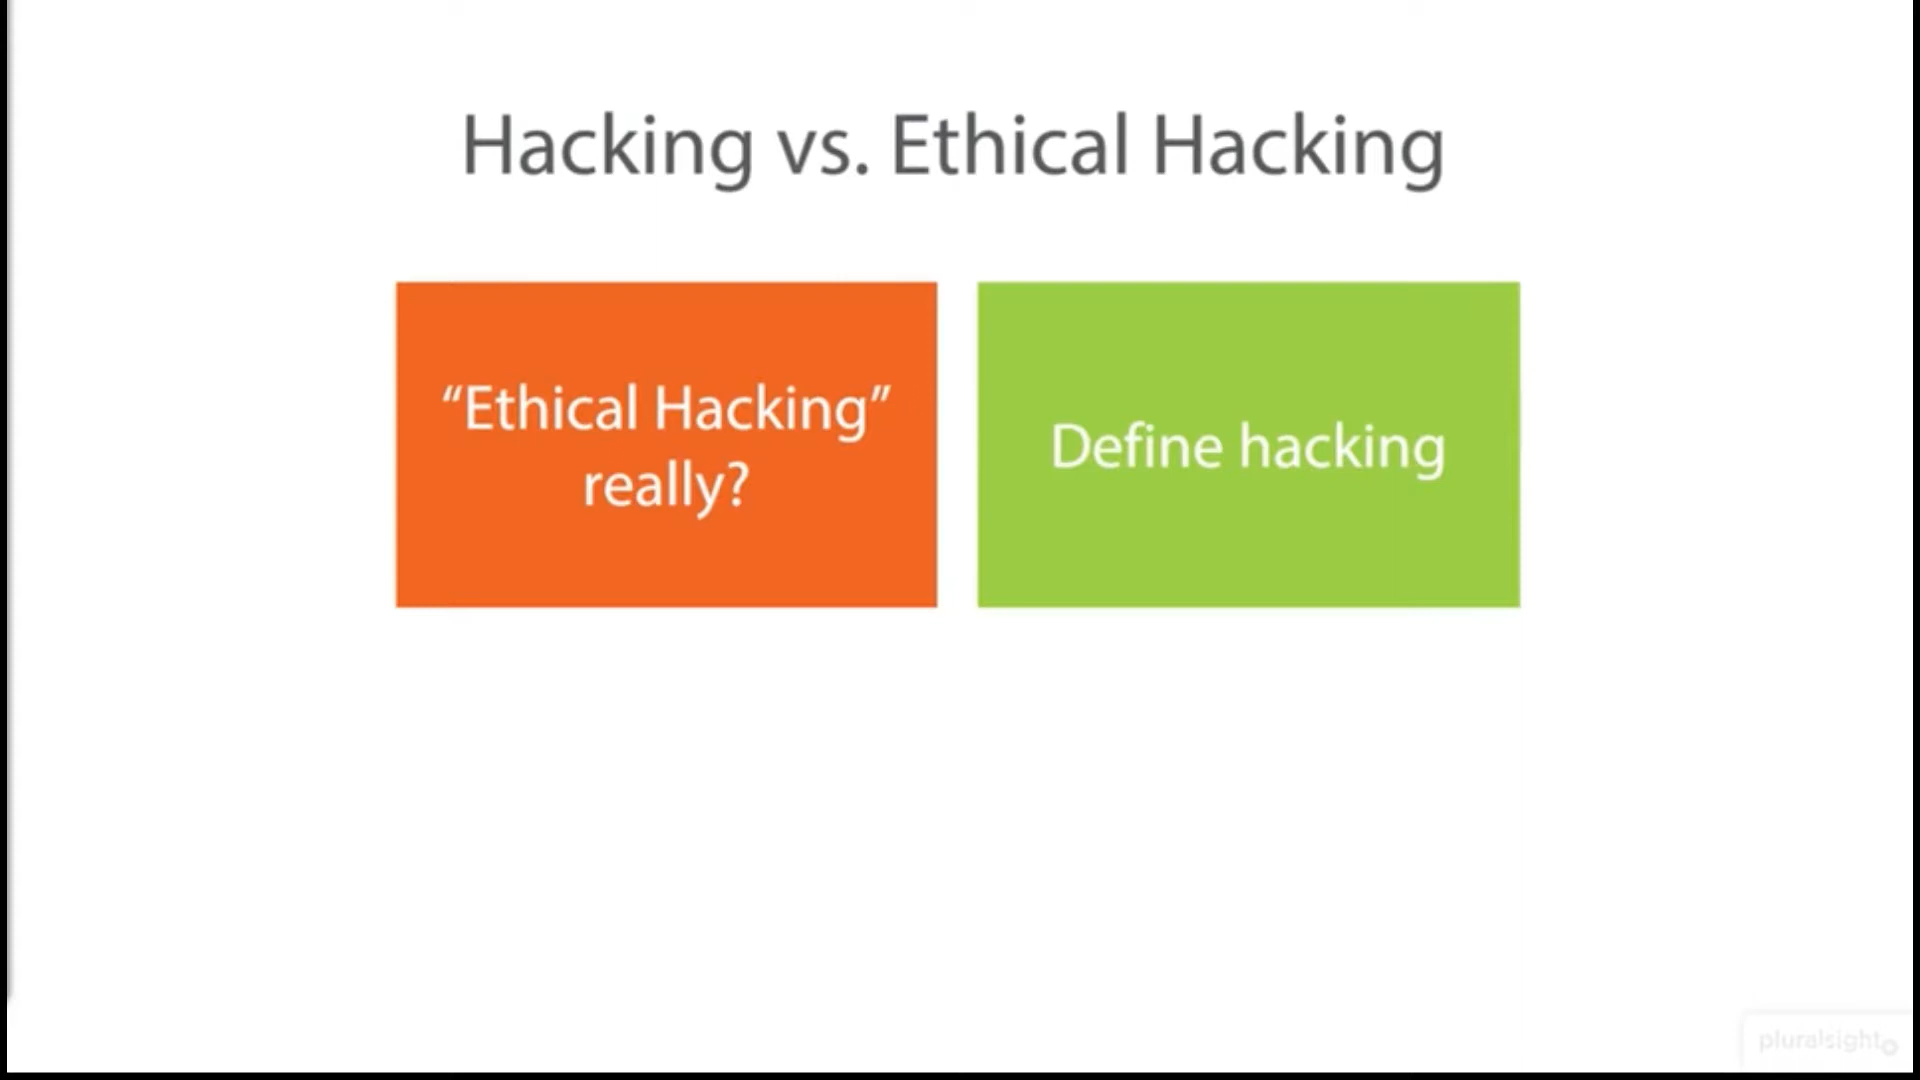 Hacking vs. Ethical Hacking
“Ethical Hacking”
really?
Define hacking
pluralsight